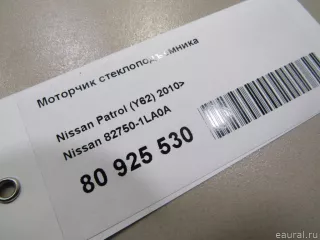 Моторчик стеклоподъемника
Nissan Patrol (Y62) 2010>
Nissan 82750-1LA0A
80 925 530
eaural.ru